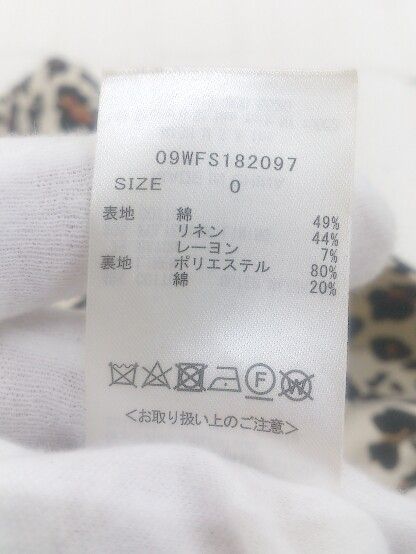 09WFS182097
SIZE 0
表地 綿 49%
リネン 44%
レーヨン 7%
裏地 ポリエステル 80%
綿 20%
F W
<お取り扱い上のご注意>